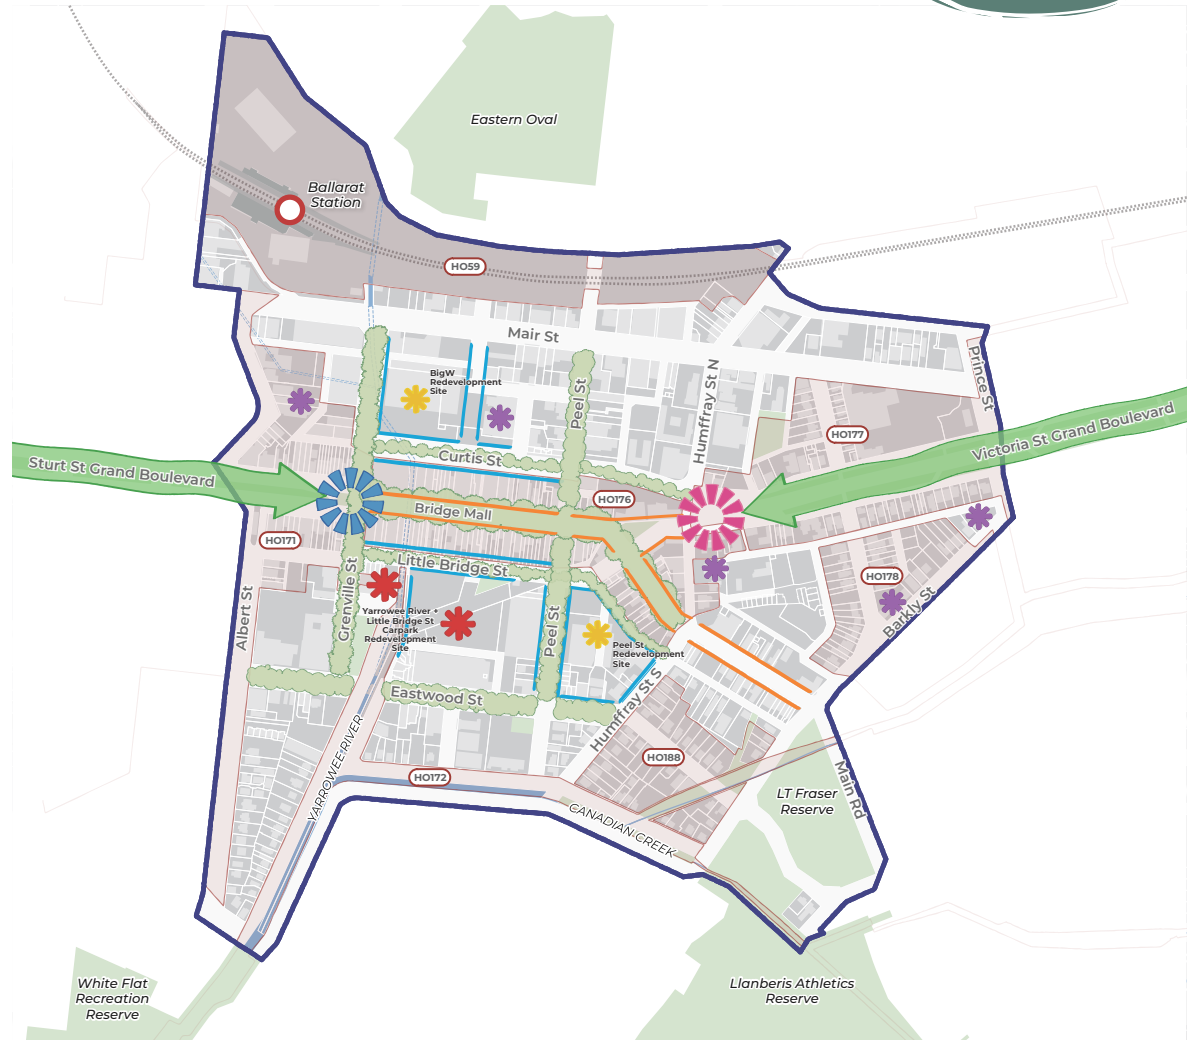 Eastern Oval
Ballarat
Station
HO59
Mair St
Prince St
BigW
Redevelopment
Site
Peel St
Humffray St N
HO177
Victoria St Grand Boulevard
Sturt St Grand Boulevard
Curtis St
HO176
Bridge Mall
HO171
Little Bridge St
HO178
Grenville St
Albert St
Barkly St
Yarrowee River +
Little Bridge St
Carpark
Redevelopment
Site
Peel St
Peel St
Redevelopment
Site
Eastwood St
Humffray St S
YARROWEE RIVER
HO188
HO172
Main Rd
LT Fraser
Reserve
CANADIAN CREEK
White Flat
Recreation
Reserve
Llanberis Athletics
Reserve